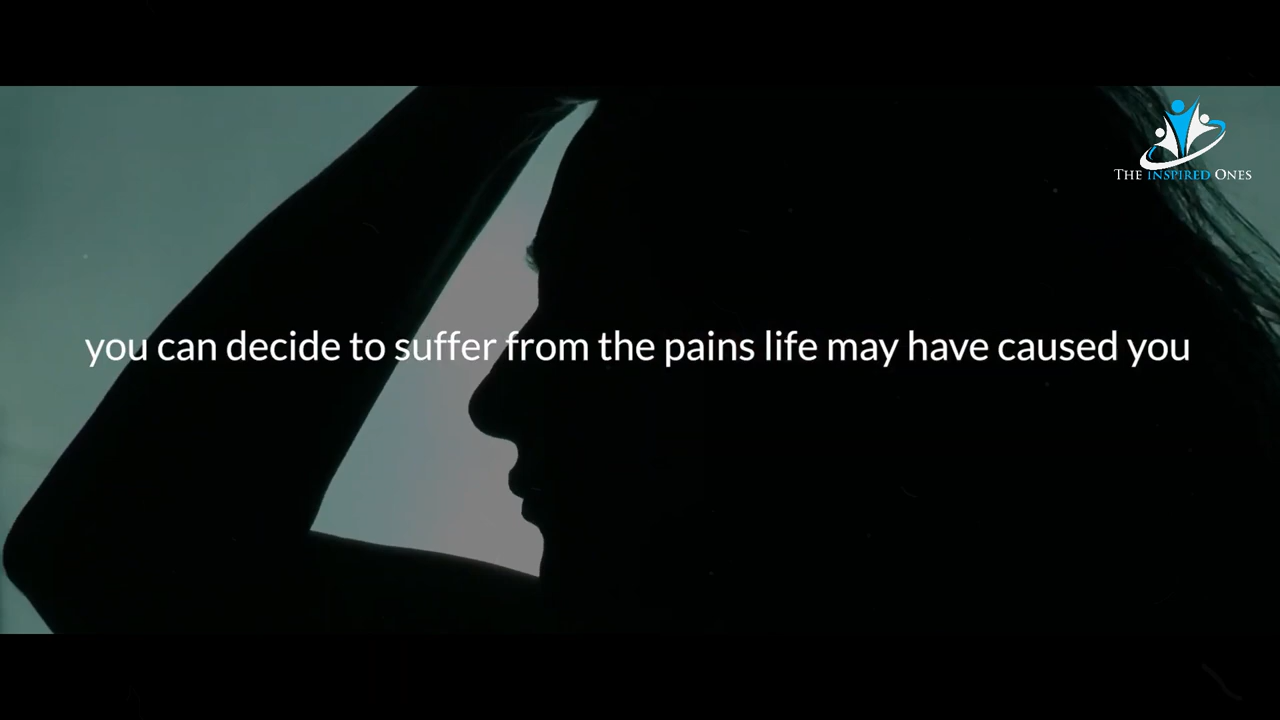 THE INSPIRED ONES
you can decide to suffer from the pains life may have caused you